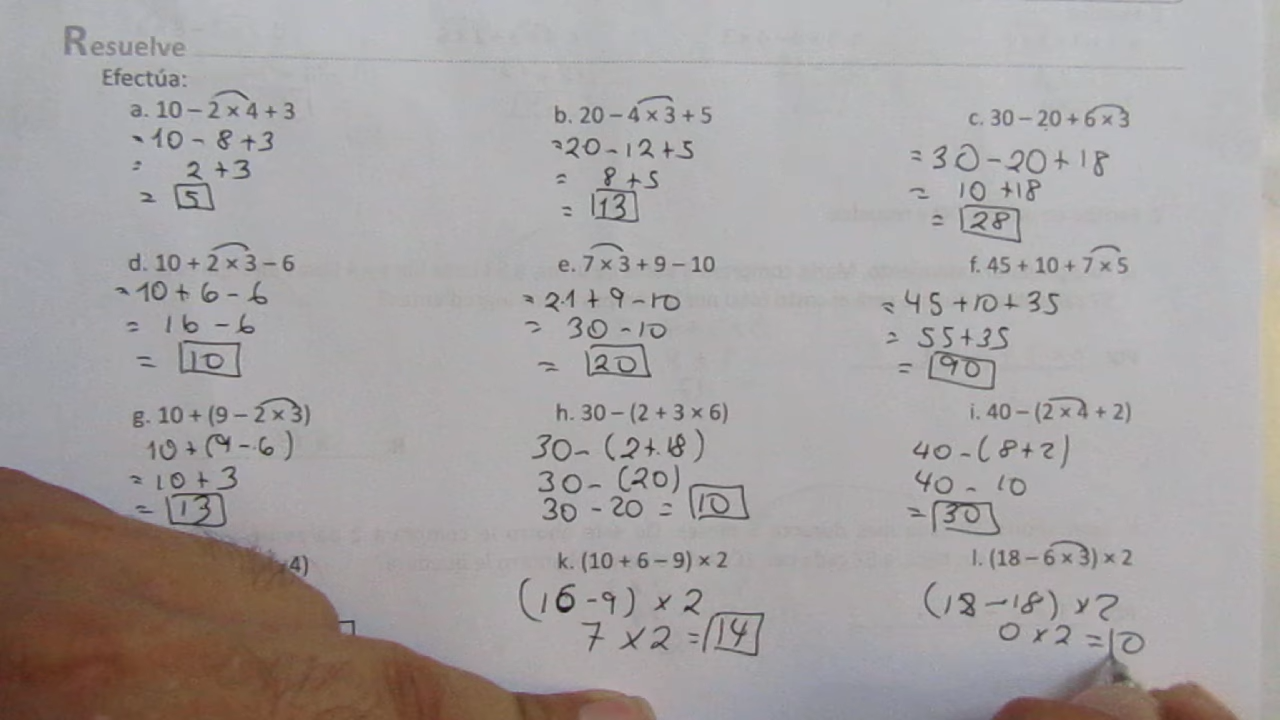 Resuelve
Efectúa:
a. 10 – 2 × 4 + 3
= 10 - 8 + 3
= 2 + 3
= 5
b. 20 – 4 × 3 + 5
= 20 - 12 + 5
= 8 + 5
= 13
c. 30 – 20 + 6 × 3
= 30 - 20 + 18
= 10 + 18
= 28
d. 10 + 2 × 3 – 6
= 10 + 6 - 6
= 16 - 6
= 10
e. 7 × 3 + 9 – 10
= 21 + 9 - 10
= 30 - 10
= 20
f. 45 + 10 + 7 × 5
= 45 + 10 + 35
= 55 + 35
= 90
g. 10 + (9 – 2 × 3)
10 + (9 - 6)
= 10 + 3
= 13
h. 30 – (2 + 3 × 6)
30 - (2 + 18)
30 - (20)
30 - 20 = 10
i. 40 – (2 × 4 + 2)
40 - (8 + 2)
40 - 10
= 30
4)
k. (10 + 6 – 9) × 2
(16 - 9) × 2
7 × 2 = 14
l. (18 – 6 × 3) × 2
(18 - 18) × 2
0 × 2 = 0